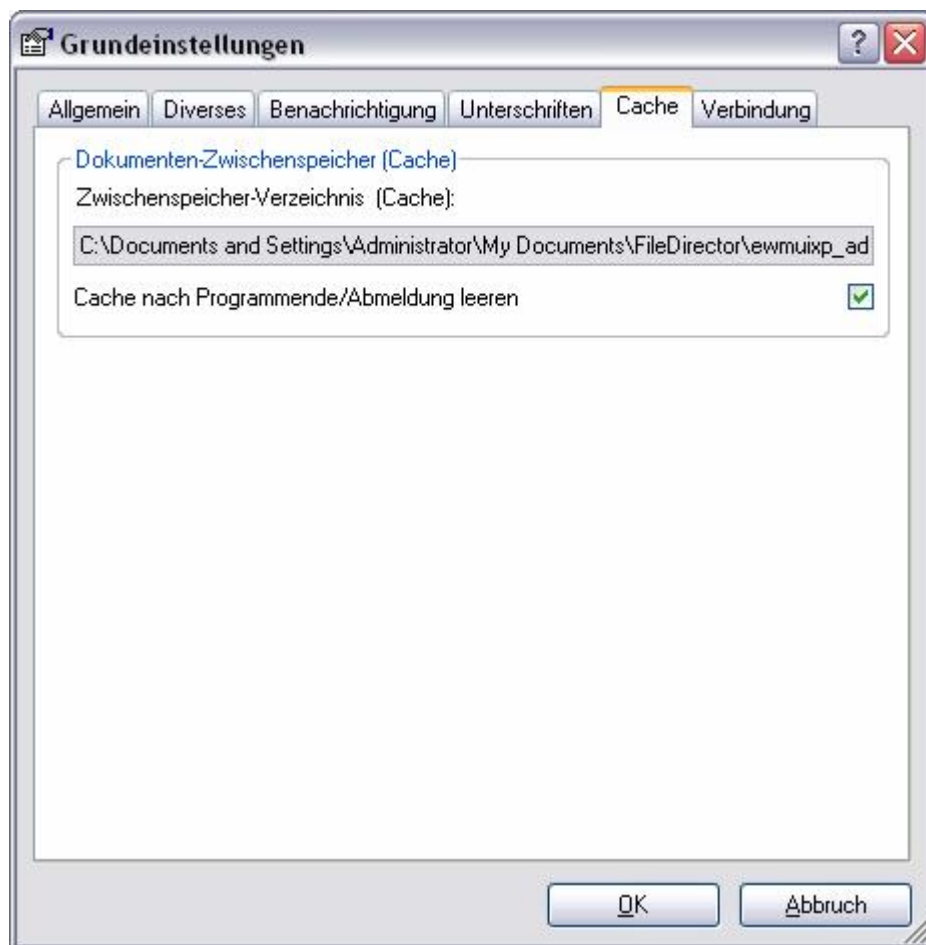 Grundeinstellungen
Allgemein Diverses Benachrichtigung Unterschriften Cache Verbindung
Dokumenten-Zwischenspeicher (Cache)
Zwischenspeicher-Verzeichnis (Cache):
C:\Documents and Settings\Administrator\My Documents\FileDirector\ewmuixp_ad
Cache nach Programmende/Abmeldung leeren
OK Abbruch